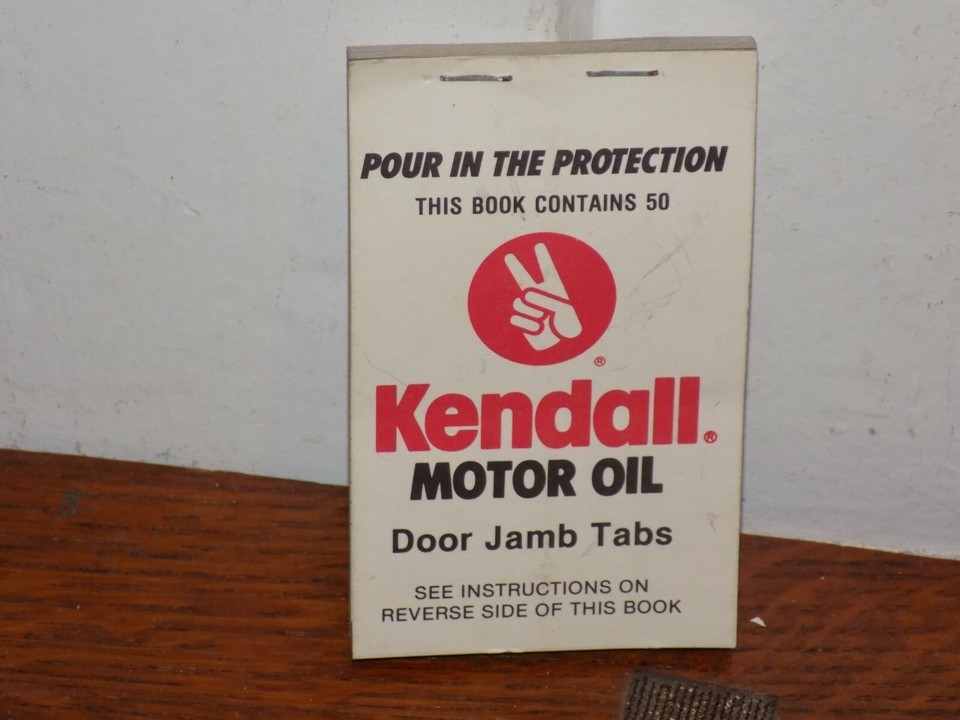 POUR IN THE PROTECTION
THIS BOOK CONTAINS 50
®
Kendall®
MOTOR OIL
Door Jamb Tabs
SEE INSTRUCTIONS ON
REVERSE SIDE OF THIS BOOK